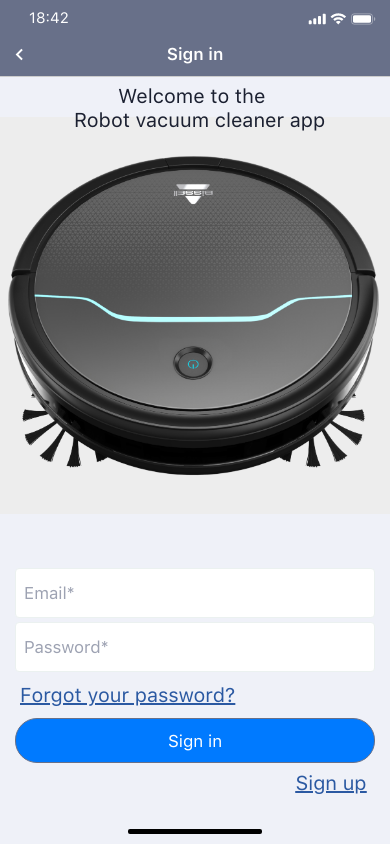 18:42
Sign in
Welcome to the
Robot vacuum cleaner app
Email*
Password*
Forgot your password?
Sign in
Sign up